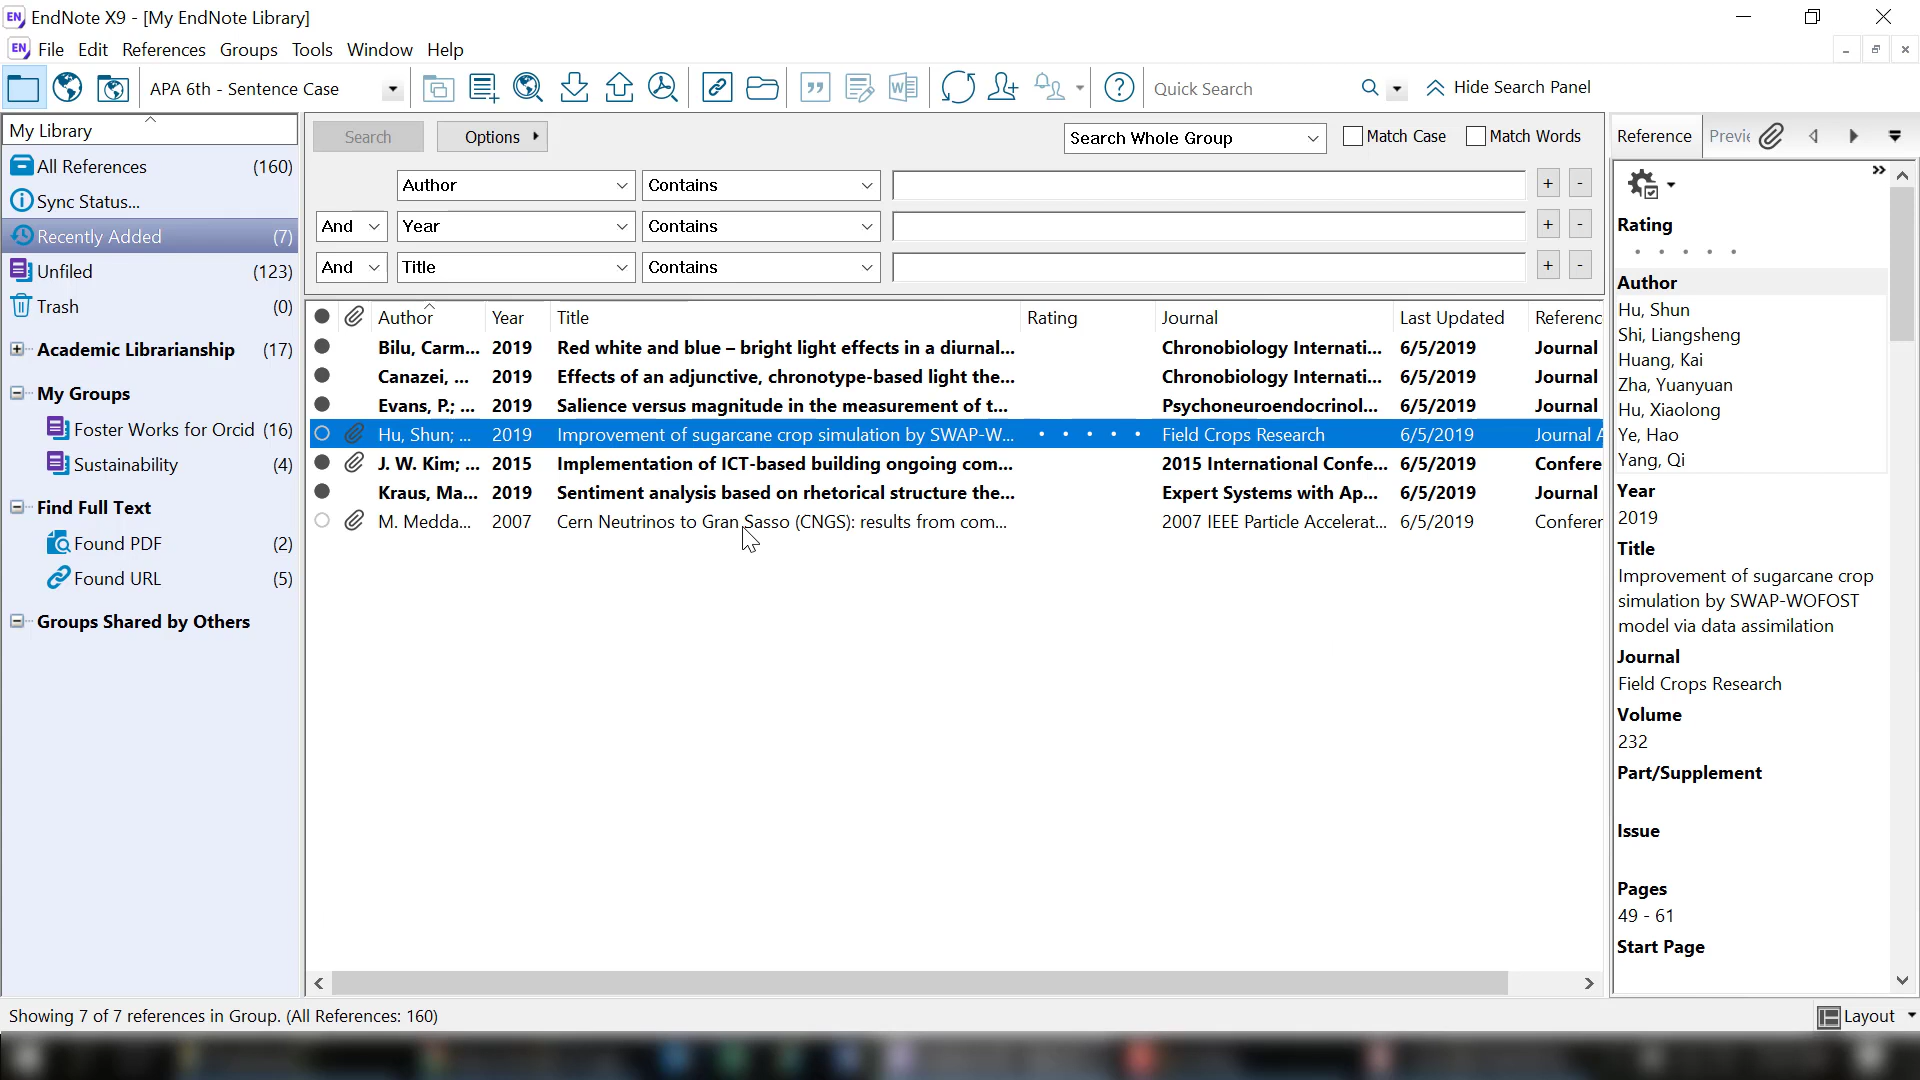 EndNote X9 - [My EndNote Library]
File Edit References Groups Tools Window Help
APA 6th - Sentence Case
Quick Search
Hide Search Panel
My Library
All References (160)
Sync Status...
Recently Added (7)
Unfiled (123)
Trash (0)
Academic Librarianship (17)
My Groups
Foster Works for Orcid (16)
Sustainability (4)
Find Full Text
Found PDF (2)
Found URL (5)
Groups Shared by Others
Search Options Search Whole Group Match Case Match Words
Author Contains + -
And Year Contains + -
And Title Contains + -
Author Year Title Rating Journal Last Updated Referenc
Bilu, Carm... 2019 Red white and blue – bright light effects in a diurnal... Chronobiology Internati... 6/5/2019 Journal
Canazei, ... 2019 Effects of an adjunctive, chronotype-based light the... Chronobiology Internati... 6/5/2019 Journal
Evans, P.; ... 2019 Salience versus magnitude in the measurement of t... Psychoneuroendocrinol... 6/5/2019 Journal
Hu, Shun; ... 2019 Improvement of sugarcane crop simulation by SWAP-W... Field Crops Research 6/5/2019 Journal A
J. W. Kim; ... 2015 Implementation of ICT-based building ongoing com... 2015 International Confe... 6/5/2019 Confere
Kraus, Ma... 2019 Sentiment analysis based on rhetorical structure the... Expert Systems with Ap... 6/5/2019 Journal
M. Medda... 2007 Cern Neutrinos to Gran Sasso (CNGS): results from com... 2007 IEEE Particle Accelerat... 6/5/2019 Conferer
Reference Previe
Rating
Author
Hu, Shun
Shi, Liangsheng
Huang, Kai
Zha, Yuanyuan
Hu, Xiaolong
Ye, Hao
Yang, Qi
Year
2019
Title
Improvement of sugarcane crop
simulation by SWAP-WOFOST
model via data assimilation
Journal
Field Crops Research
Volume
232
Part/Supplement
Issue
Pages
49 - 61
Start Page
Showing 7 of 7 references in Group. (All References: 160)
Layout